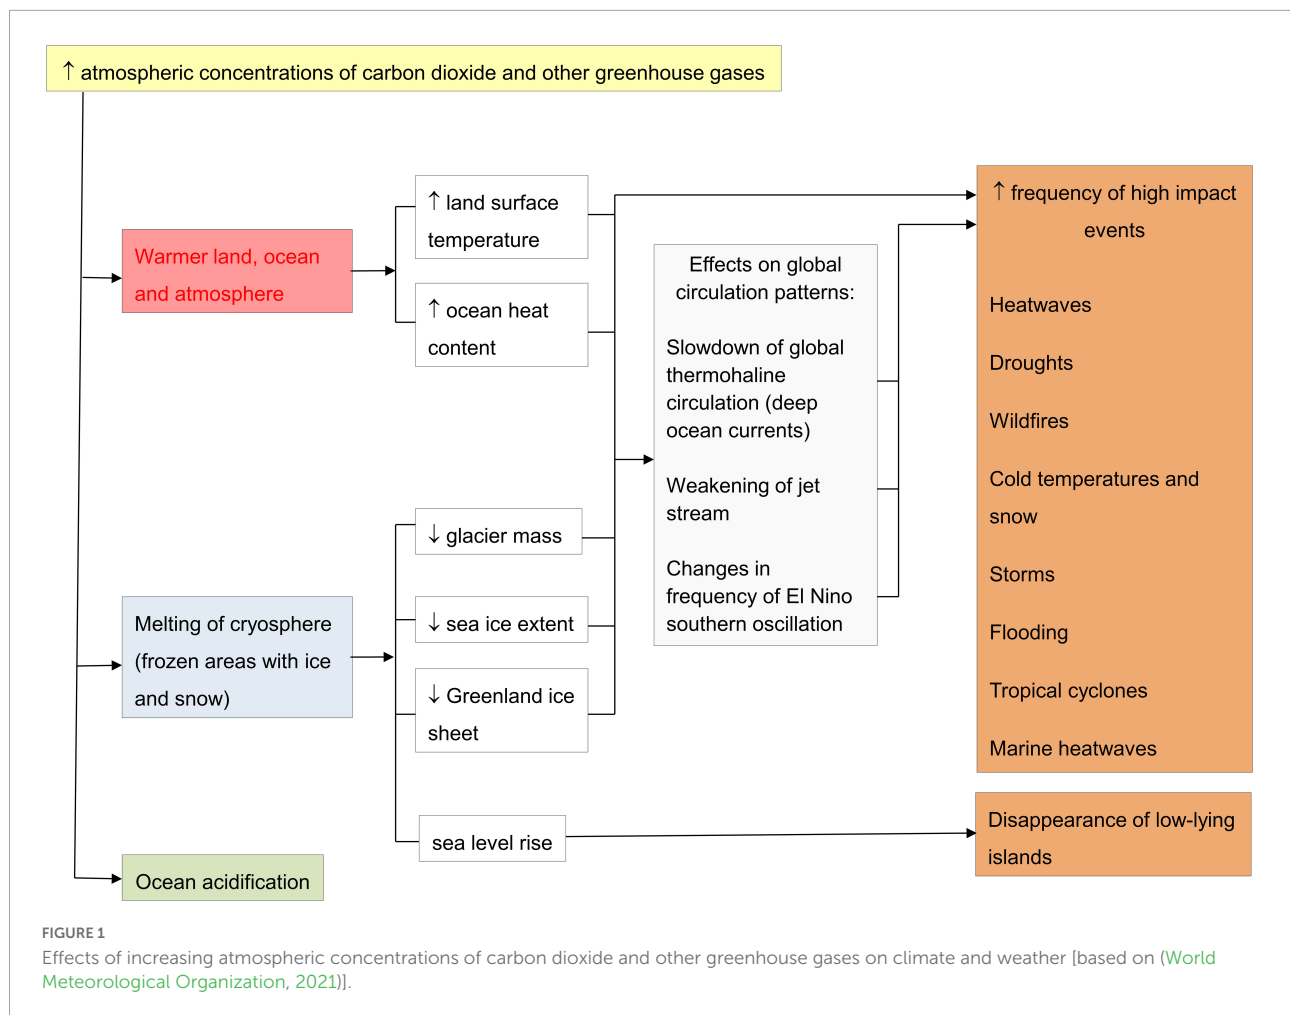 ↑ atmospheric concentrations of carbon dioxide and other greenhouse gases
Warmer land, ocean
and atmosphere
↑ land surface
temperature
↑ ocean heat
content
Effects on global
circulation patterns:
Slowdown of global
thermohaline
circulation (deep
ocean currents)
Weakening of jet
stream
Changes in
frequency of El Nino
southern oscillation
↑ frequency of high impact
events
Heatwaves
Droughts
Wildfires
Cold temperatures and
snow
Storms
Flooding
Tropical cyclones
Marine heatwaves
Melting of cryosphere
(frozen areas with ice
and snow)
↓ glacier mass
↓ sea ice extent
↓ Greenland ice
sheet
sea level rise
Disappearance of low-lying
islands
Ocean acidification
FIGURE 1
Effects of increasing atmospheric concentrations of carbon dioxide and other greenhouse gases on climate and weather [based on (World
Meteorological Organization, 2021)].